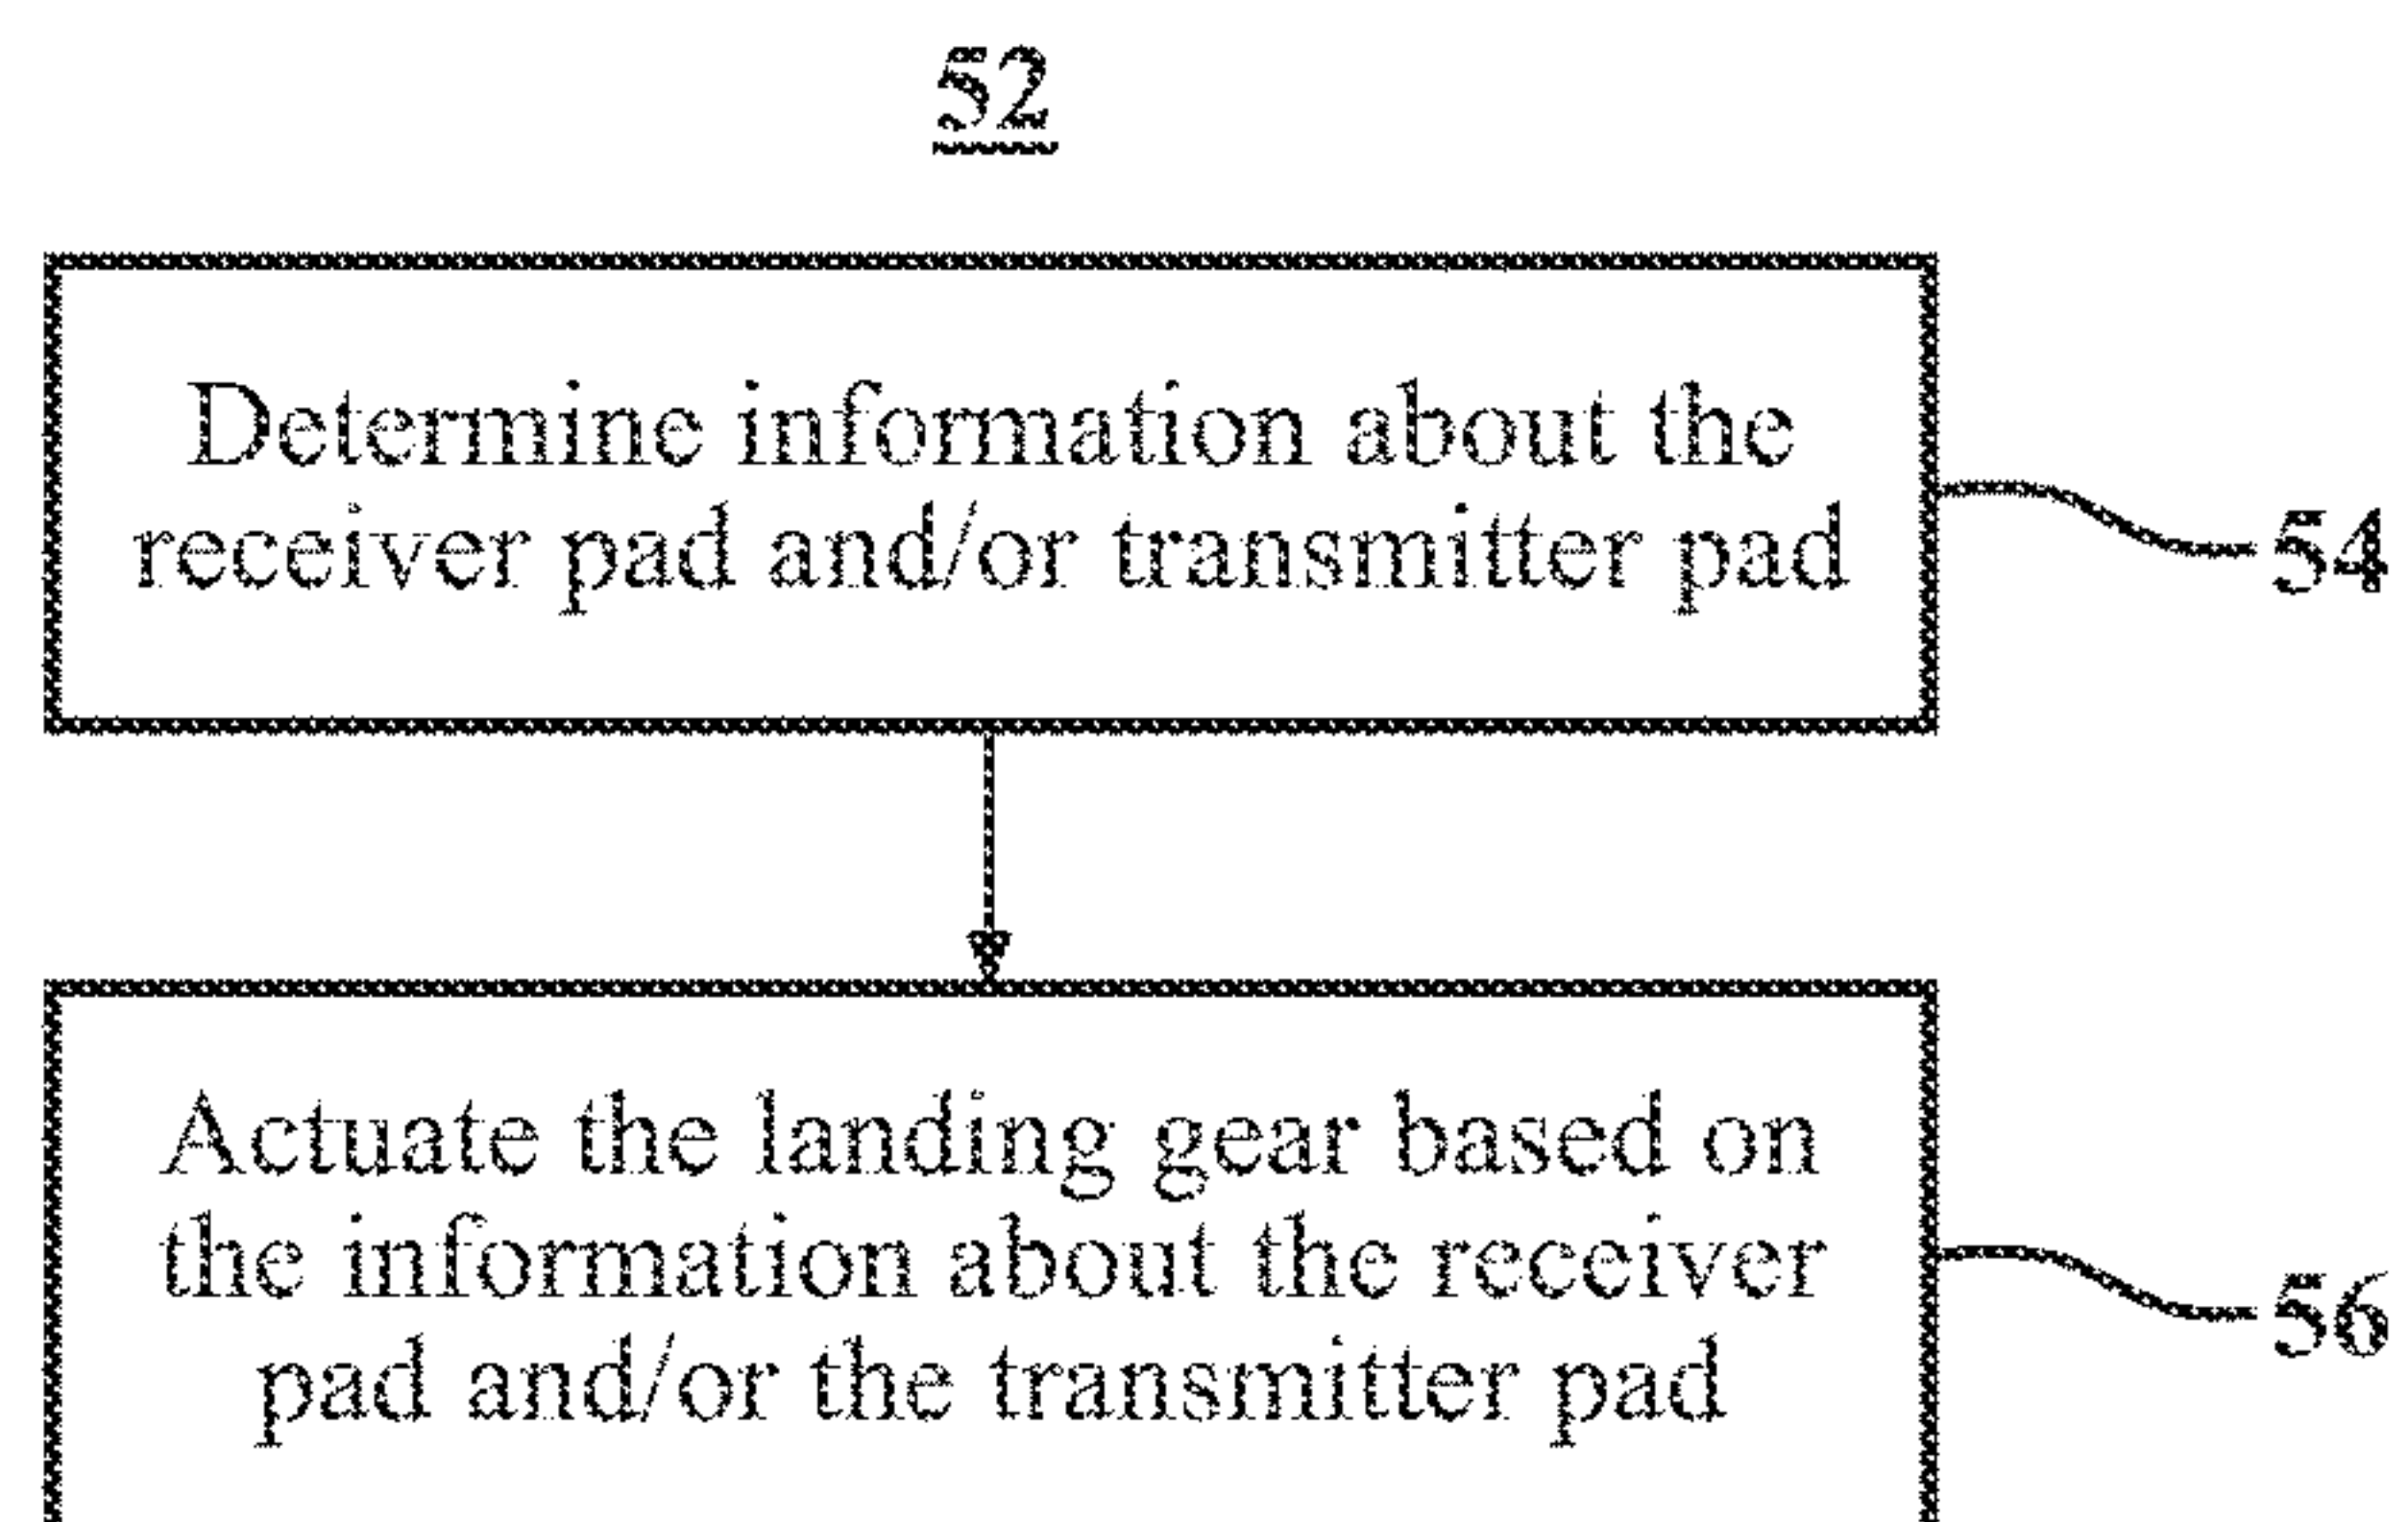 52
Determine information about the
receiver pad and/or transmitter pad
54
Actuate the landing gear based on
the information about the receiver
pad and/or the transmitter pad
56